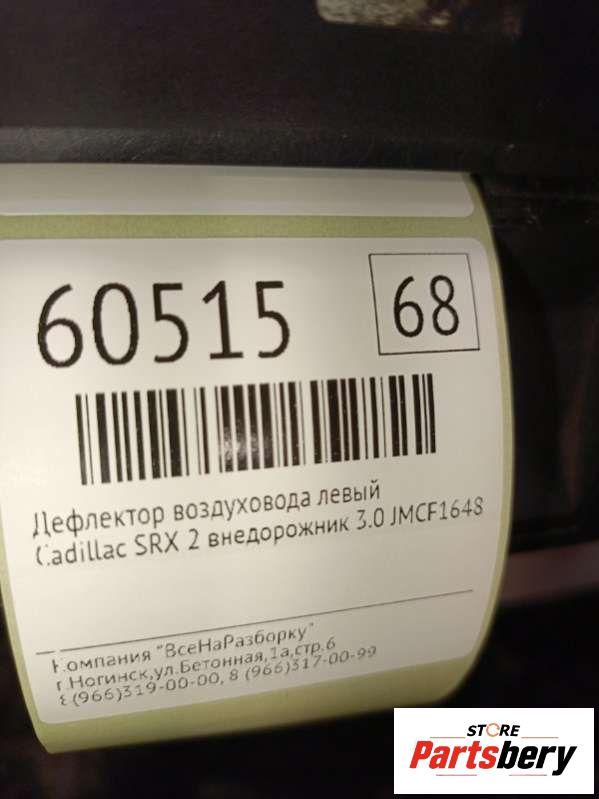 60515
68
Дефлектор воздуховода левый
Cadillac SRX 2 внедорожник 3.0 JMCF1648
Компания "ВсеНаРазборку"
г.Ногинск,ул.Бетонная,1а,стр.6
8 (966)319-00-00, 8 (966)317-00-99
STORE
Partsbery